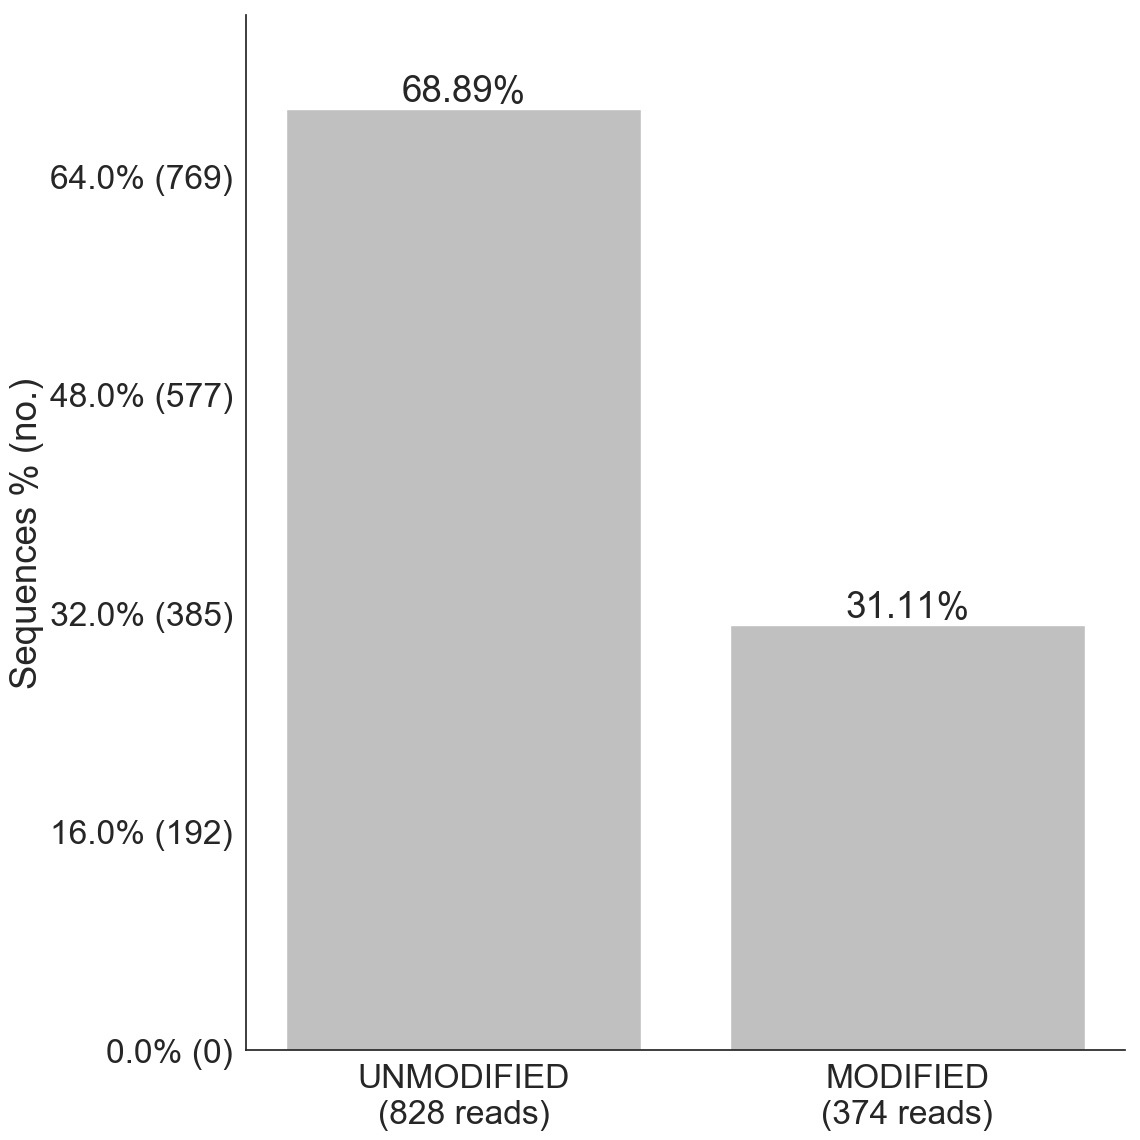 Sequences % (no.)
64.0% (769)
48.0% (577)
32.0% (385)
16.0% (192)
0.0% (0)
68.89%
31.11%
UNMODIFIED
(828 reads)
MODIFIED
(374 reads)